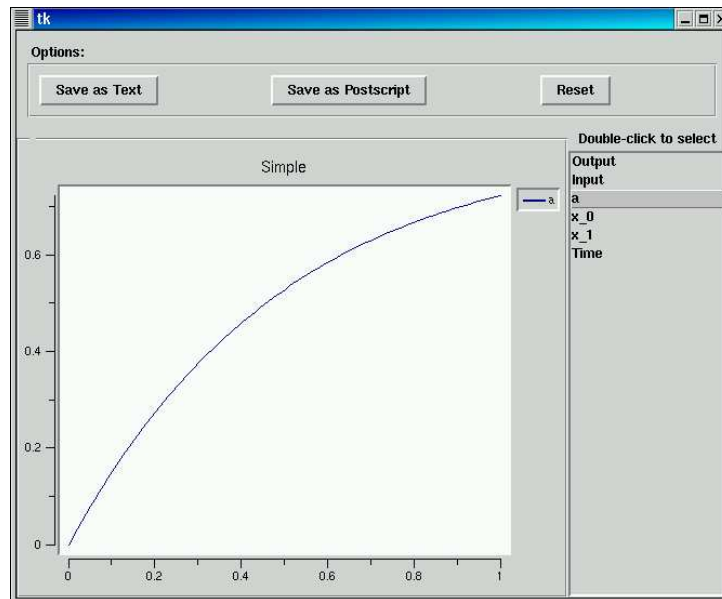 tk
Options:
Save as Text
Save as Postscript
Reset
Double-click to select
Simple
Output
Input
a
x_0
x_1
Time
a
0.6
0.4
0.2
0
0
0.2
0.4
0.6
0.8
1